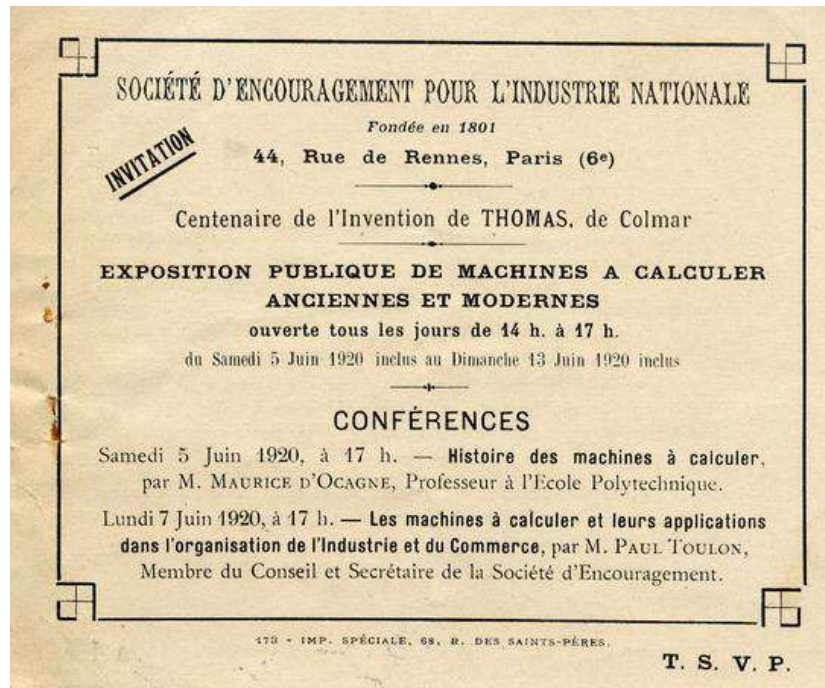 SOCIÉTÉ D'ENCOURAGEMENT POUR L'INDUSTRIE NATIONALE
Fondée en 1801
INVITATION
44, Rue de Rennes, Paris (6e)
Centenaire de l'Invention de THOMAS, de Colmar
EXPOSITION PUBLIQUE DE MACHINES A CALCULER
ANCIENNES ET MODERNES
ouverte tous les jours de 14 h. à 17 h.
du Samedi 5 Juin 1920 inclus au Dimanche 13 Juin 1920 inclus
CONFÉRENCES
Samedi 5 Juin 1920, à 17 h. — Histoire des machines à calculer,
par M. MAURICE D'OCAGNE, Professeur à l'Ecole Polytechnique.
Lundi 7 Juin 1920, à 17 h. — Les machines à calculer et leurs applications
dans l'organisation de l'Industrie et du Commerce, par M. PAUL TOULON,
Membre du Conseil et Secrétaire de la Société d'Encouragement.
173 - IMP. SPÉCIALE, 68, R. DES SAINTS-PÈRES.
T. S. V. P.